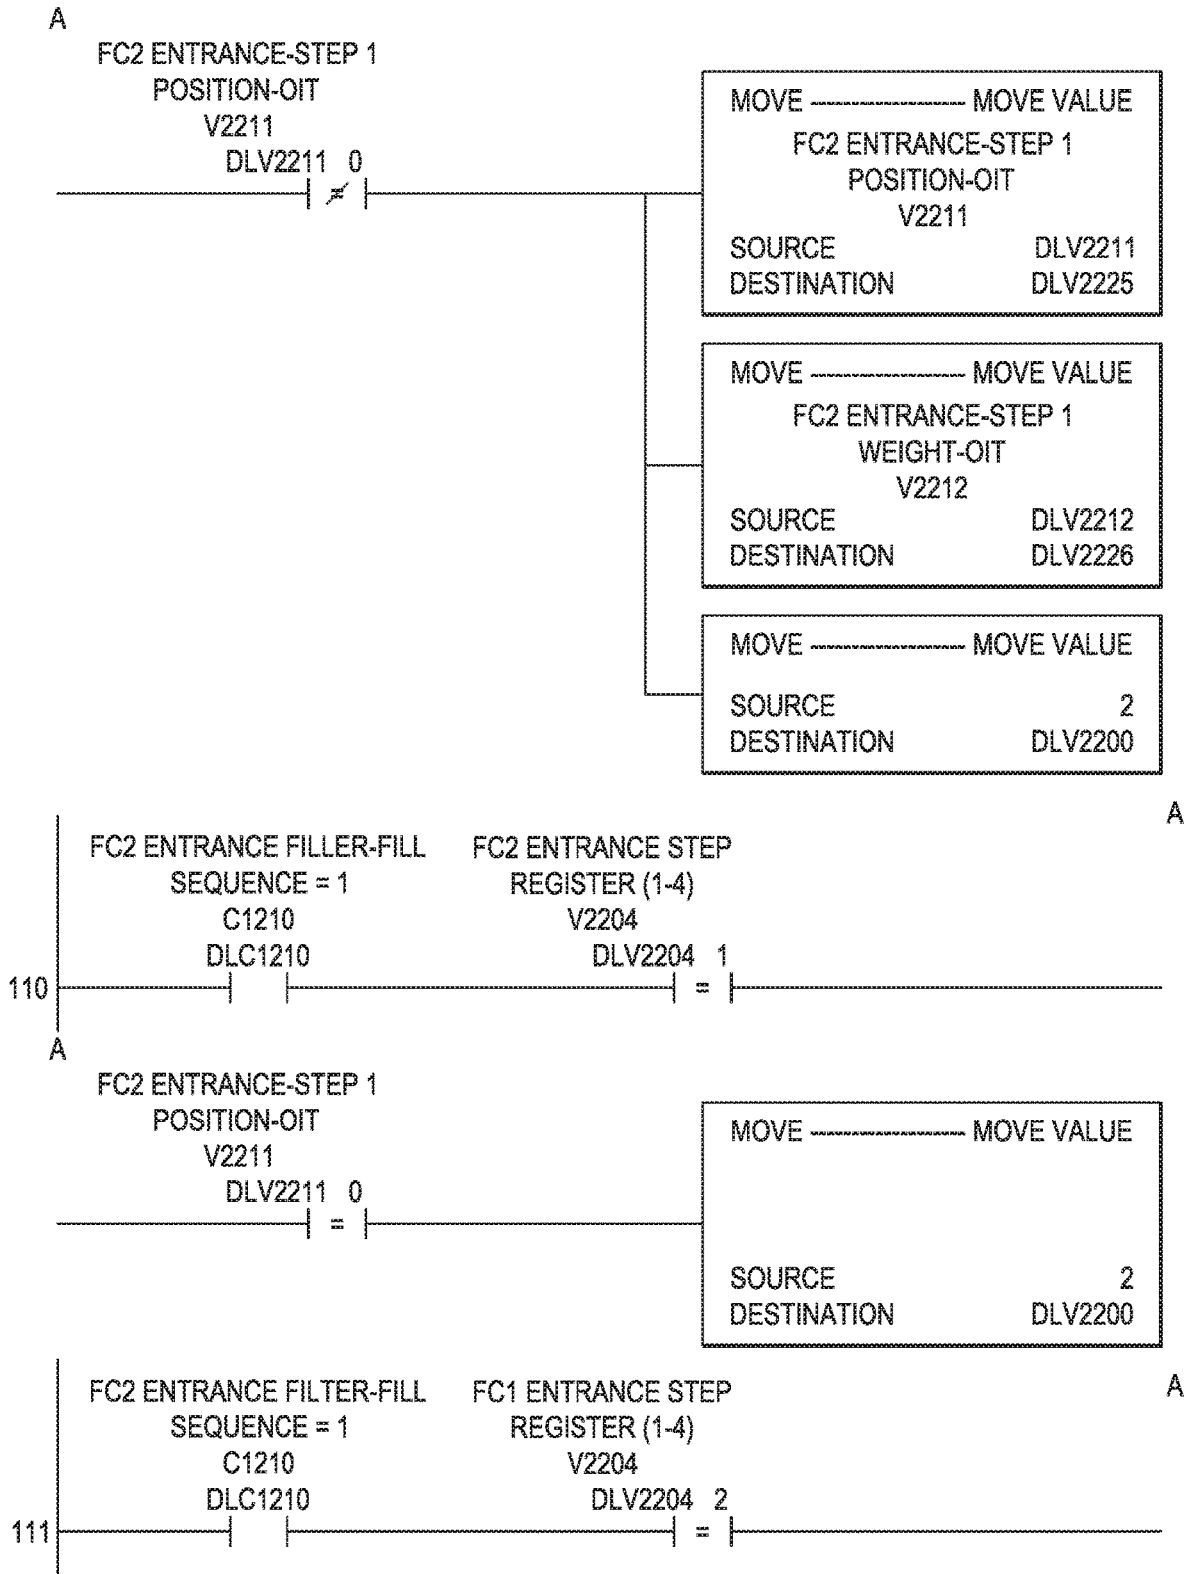 A
FC2 ENTRANCE-STEP 1
POSITION-OIT
V2211
DLV2211 0
≠
MOVE MOVE VALUE
FC2 ENTRANCE-STEP 1
POSITION-OIT
V2211
SOURCE DLV2211
DESTINATION DLV2225
MOVE MOVE VALUE
FC2 ENTRANCE-STEP 1
WEIGHT-OIT
V2212
SOURCE DLV2212
DESTINATION DLV2226
MOVE MOVE VALUE
SOURCE 2
DESTINATION DLV2200
A
FC2 ENTRANCE FILLER-FILL
SEQUENCE = 1
C1210
DLC1210
FC2 ENTRANCE STEP
REGISTER (1-4)
V2204
DLV2204 1
110
=
A
FC2 ENTRANCE-STEP 1
POSITION-OIT
V2211
DLV2211 0
=
MOVE MOVE VALUE
SOURCE 2
DESTINATION DLV2200
A
FC2 ENTRANCE FILTER-FILL
SEQUENCE = 1
C1210
DLC1210
FC1 ENTRANCE STEP
REGISTER (1-4)
V2204
DLV2204 2
111
=